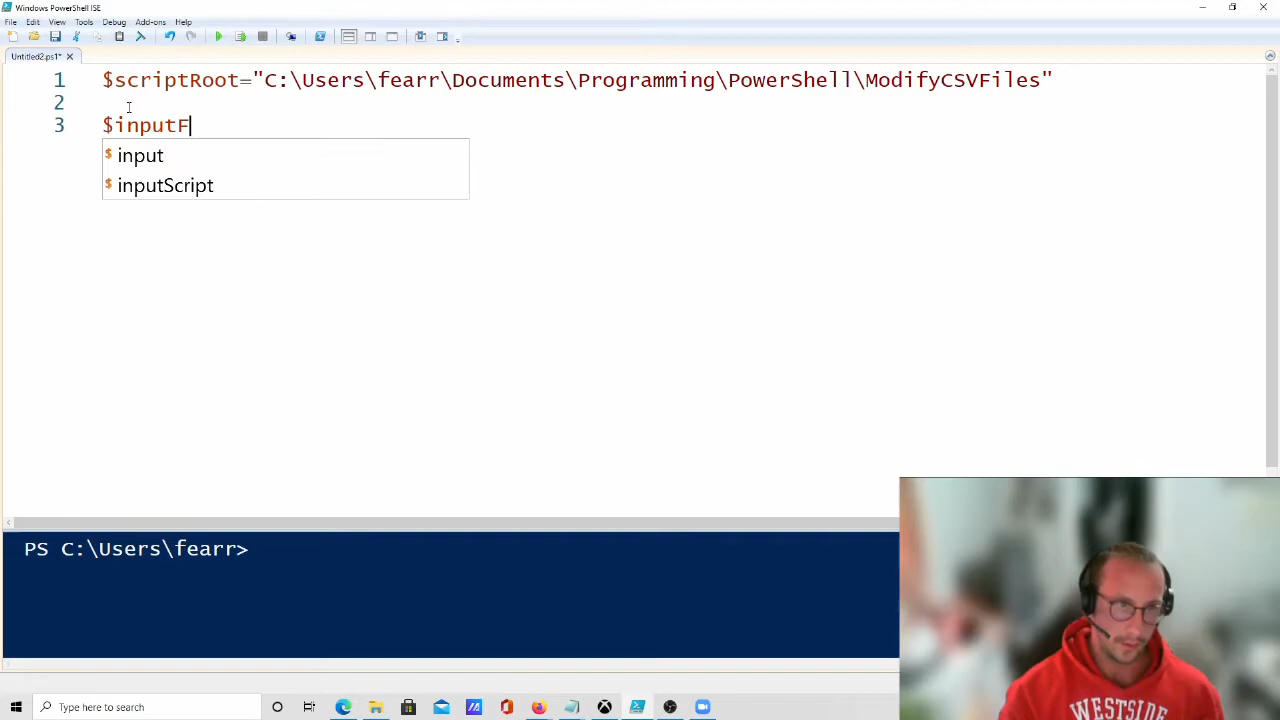 Windows PowerShell ISE
File Edit View Tools Debug Add-ons Help
Untitled2.ps1* X
1 $scriptRoot="C:\Users\fearr\Documents\Programming\PowerShell\ModifyCSVFiles"
2
3 $inputF
$ input
$ inputScript
PS C:\Users\fearr>
WESTSIDE
Type here to search